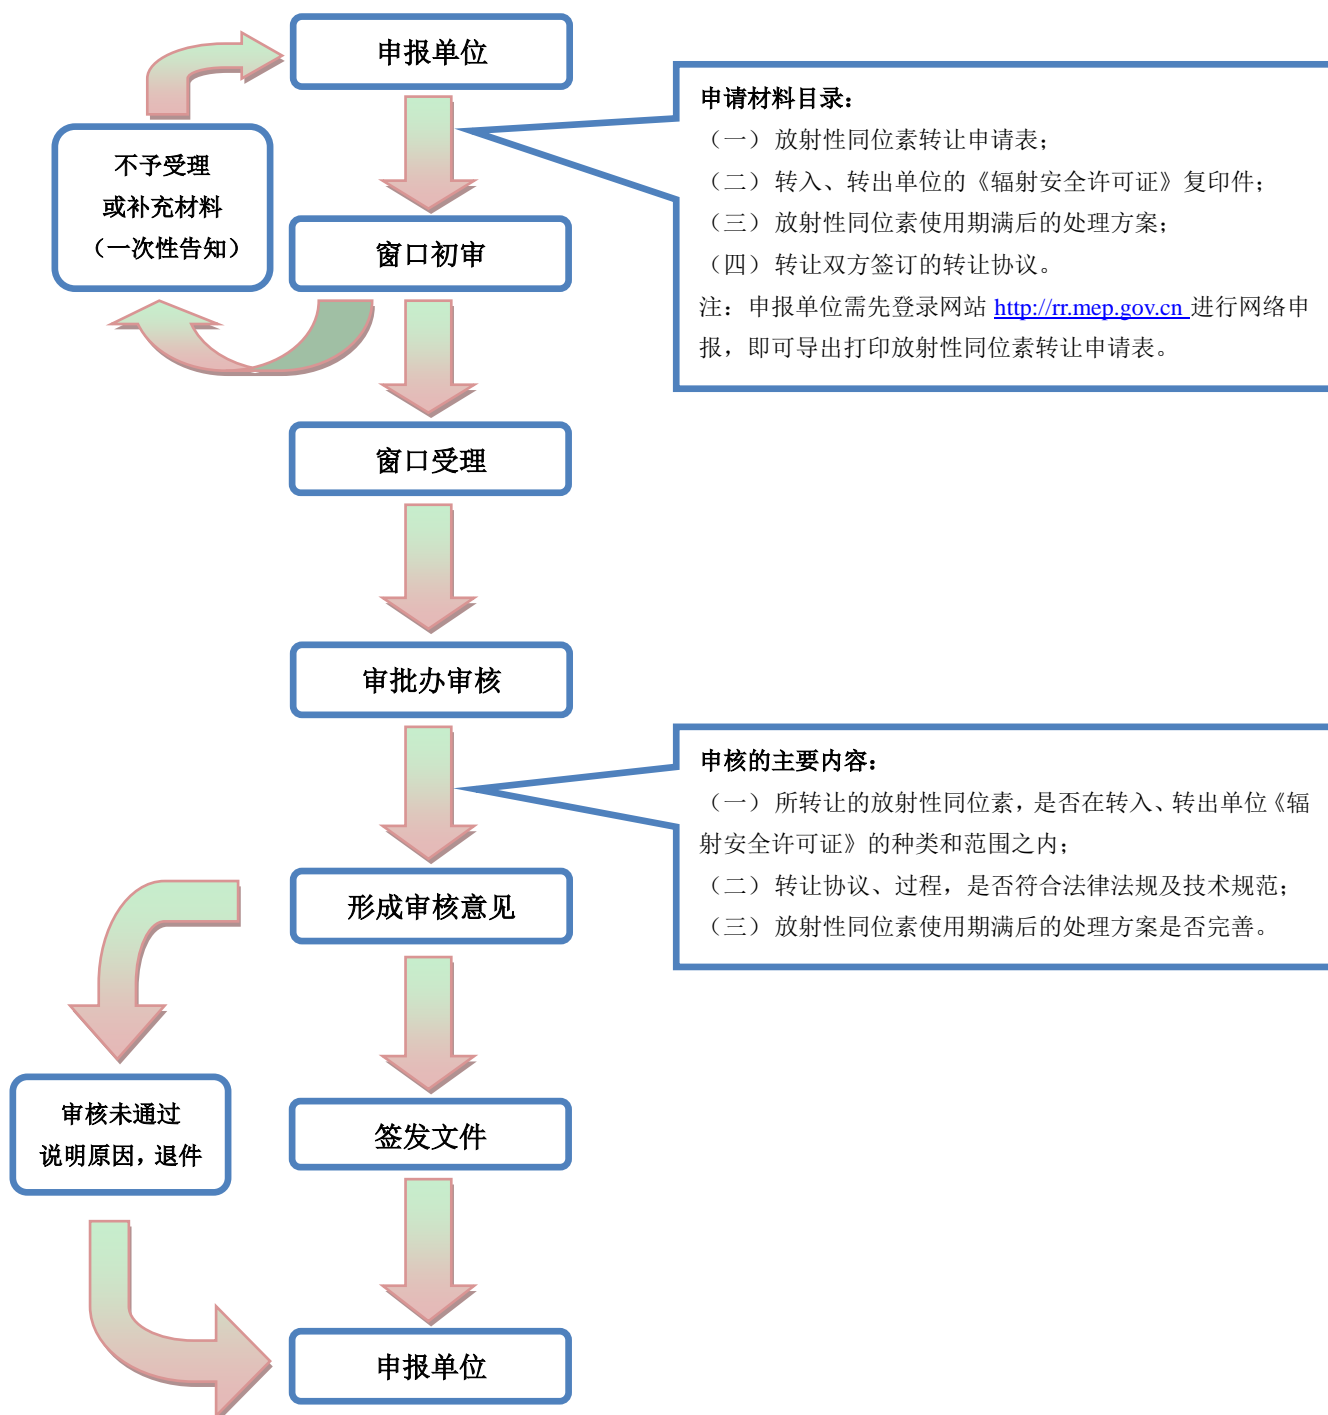 申报单位
申请材料目录：
（一） 放射性同位素转让申请表；
（二） 转入、转出单位的《辐射安全许可证》复印件；
（三） 放射性同位素使用期满后的处理方案；
（四） 转让双方签订的转让协议。
注：申报单位需先登录网站 http://rr.mep.gov.cn 进行网络申
报，即可导出打印放射性同位素转让申请表。
不予受理
或补充材料
（一次性告知）
窗口初审
窗口受理
审批办审核
申核的主要内容：
（一） 所转让的放射性同位素，是否在转入、转出单位《辐
射安全许可证》的种类和范围之内；
（二） 转让协议、过程，是否符合法律法规及技术规范；
（三） 放射性同位素使用期满后的处理方案是否完善。
形成审核意见
审核未通过
说明原因，退件
签发文件
申报单位